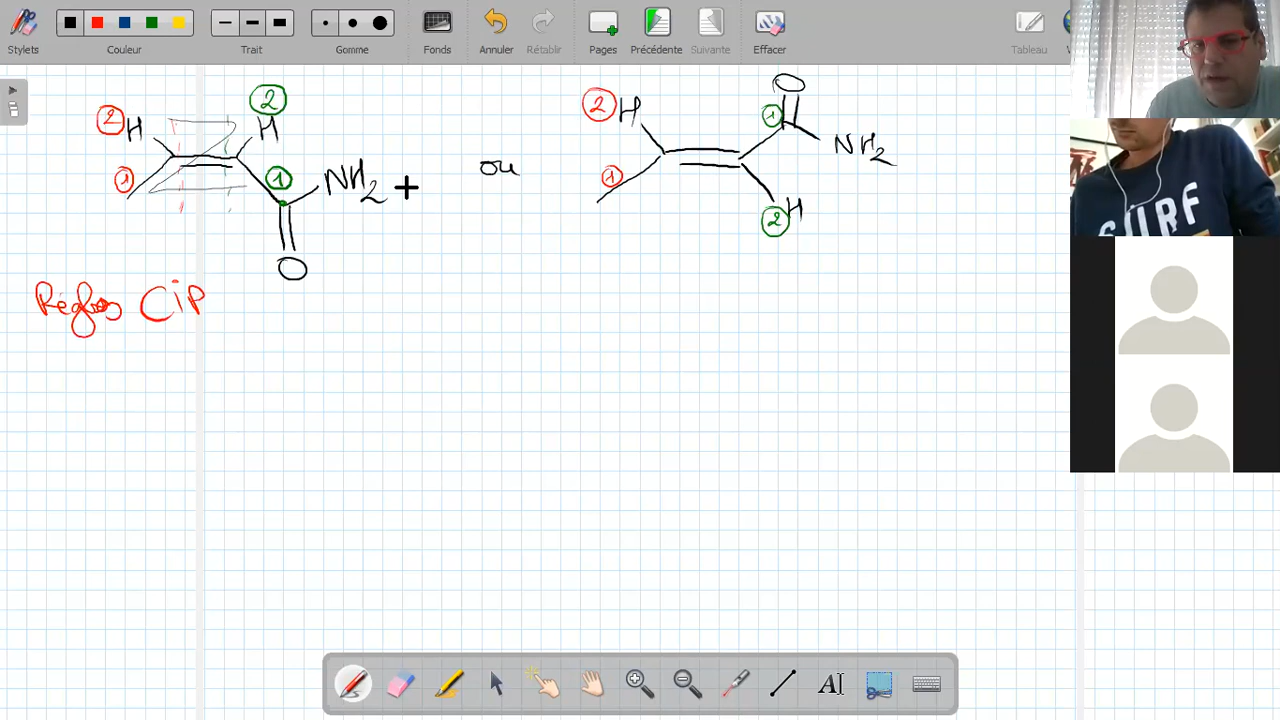 Stylets
Couleur
Trait
Gomme
Fonds
Annuler
Rétablir
Pages
Précédente
Suivante
Effacer
Tableau
2 H
2
H
1
1
NH2 +
O
ou
2 H
1
O
1
NH2
2 H
Règles CIP
SURF
AI